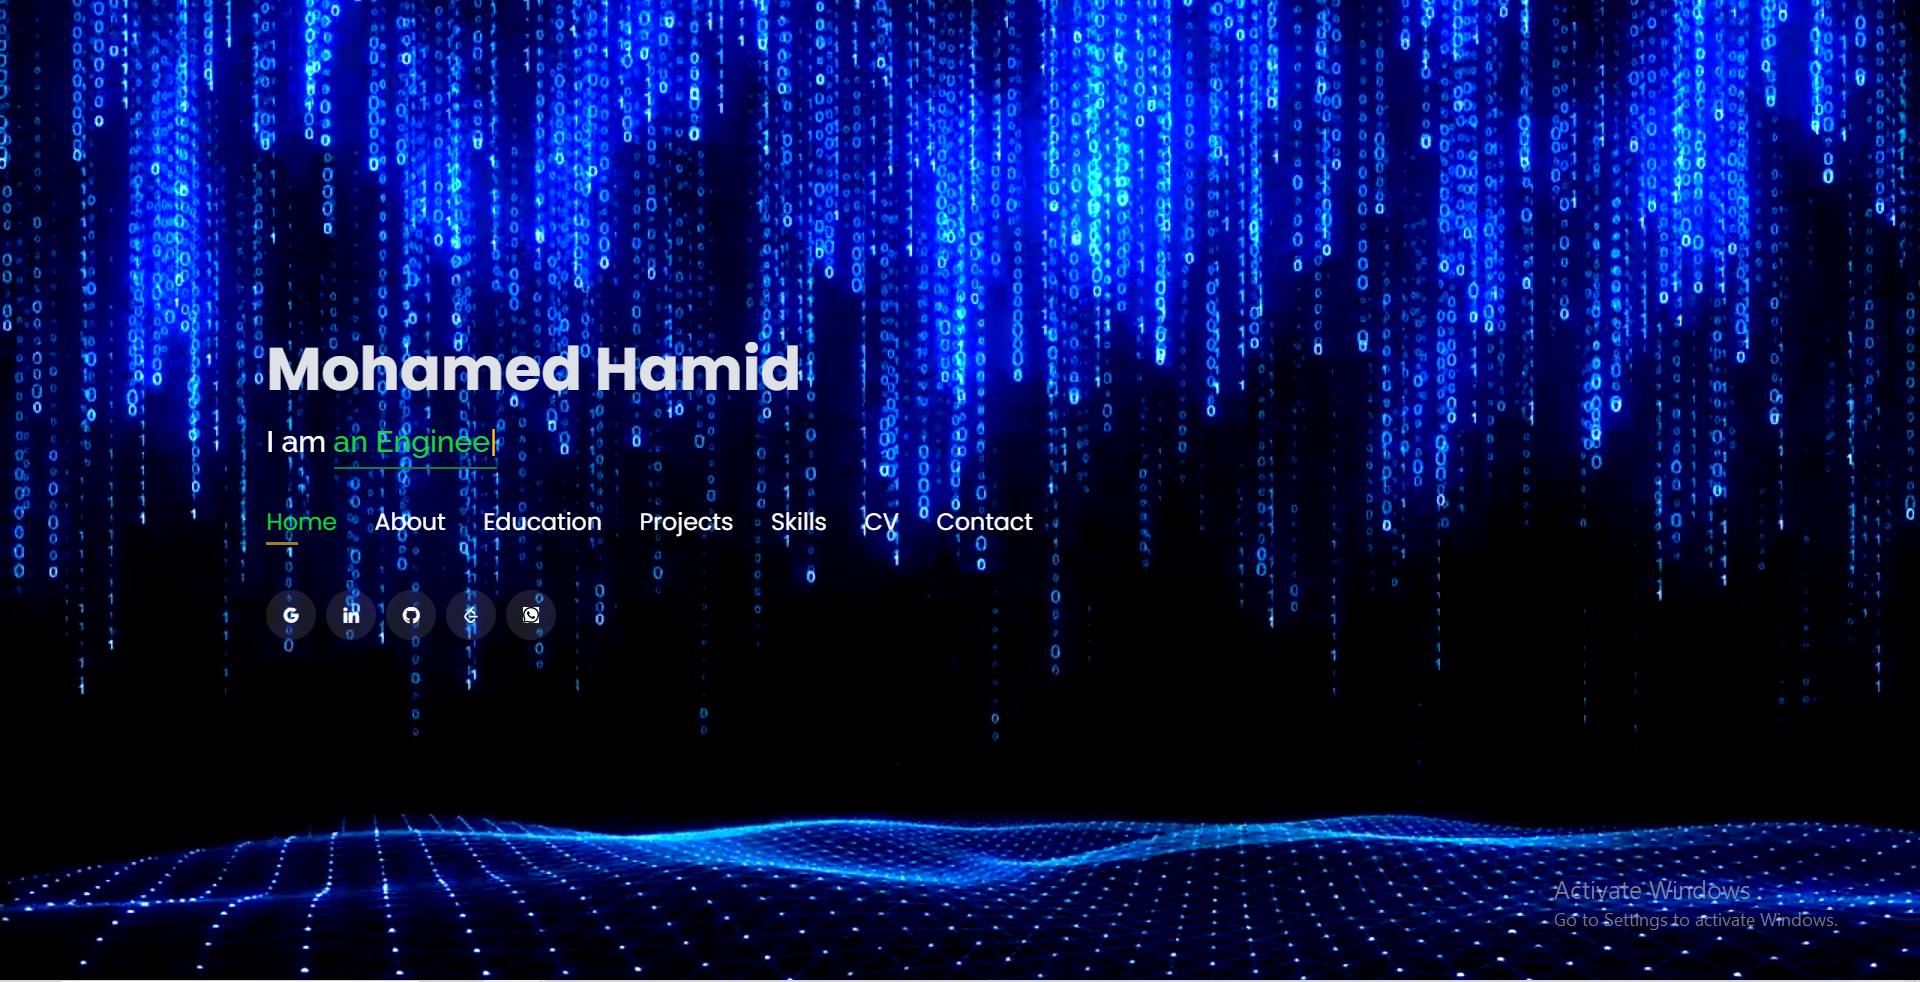 Mohamed Hamid
I am an Enginee
Home About Education Projects Skills CV Contact
Activate Windows
Go to Settings to activate Windows.